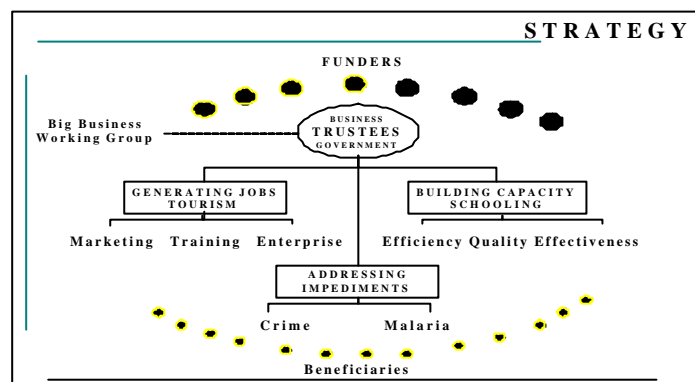 STRATEGY
FUNDERS
Big Business
Working Group
BUSINESS
TRUSTEES
GOVERNMENT
GENERATING JOBS
TOURISM
BUILDING CAPACITY
SCHOOLING
Marketing Training Enterprise
Efficiency Quality Effectiveness
ADDRESSING
IMPEDIMENTS
Crime Malaria
Beneficiaries